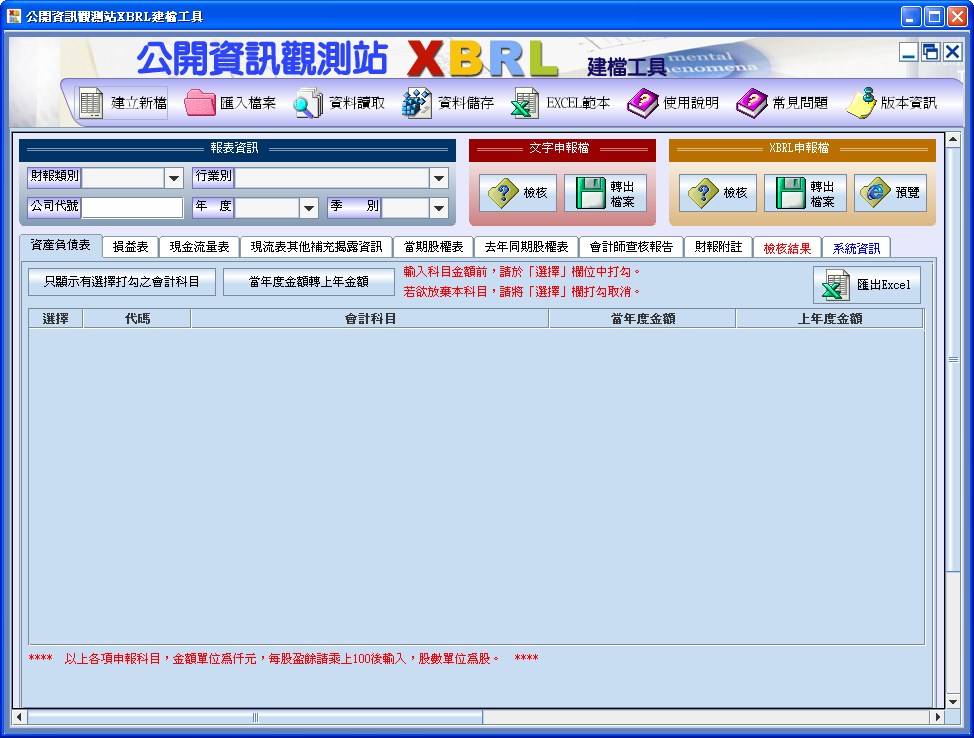 公開資訊觀測站XBRL建檔工具
公開資訊觀測站 XBRL 建檔工具
mental
enomena
建立新檔 匯入檔案 資料讀取 資料儲存 EXCEL範本 使用說明 常見問題 版本資訊
報表資訊 文字申報檔 XBRL申報檔
財報類別 行業別
公司代號 年 度 季 別
檢核 轉出檔案 檢核 轉出檔案 預覽
資產負債表 損益表 現金流量表 現流表其他補充揭露資訊 當期股權表 去年同期股權表 會計師查核報告 財報附註 檢核結果 系統資訊
只顯示有選擇打勾之會計科目 當年度金額轉上年金額
輸入科目金額前，請於「選擇」欄位中打勾。
若欲放棄本科目，請將「選擇」欄打勾取消。
匯出Excel
選擇 代碼 會計科目 當年度金額 上年度金額
**** 以上各項申報科目，金額單位為仟元，每股盈餘請乘上100後輸入，股數單位為股。 ****